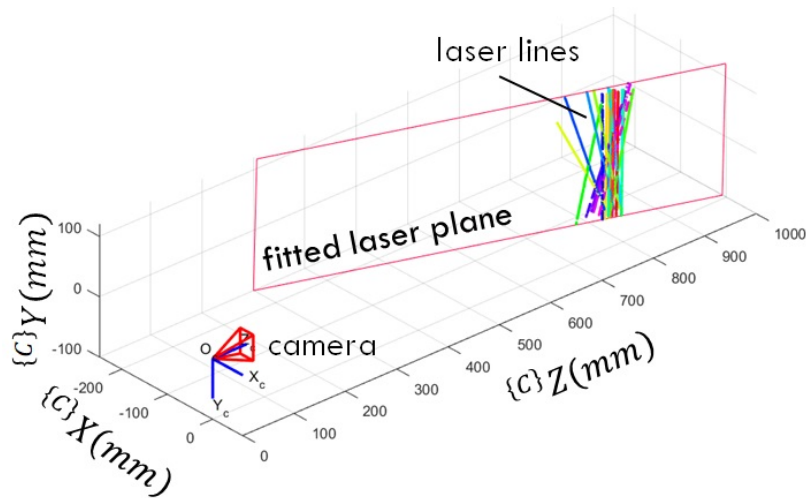 laser lines
fitted laser plane
camera
O
X_c
Y_c
{C}Y(mm)
100
0
-100
{C}X(mm)
-200
-100
0
{C}Z(mm)
0
100
200
300
400
500
600
700
800
900
1000